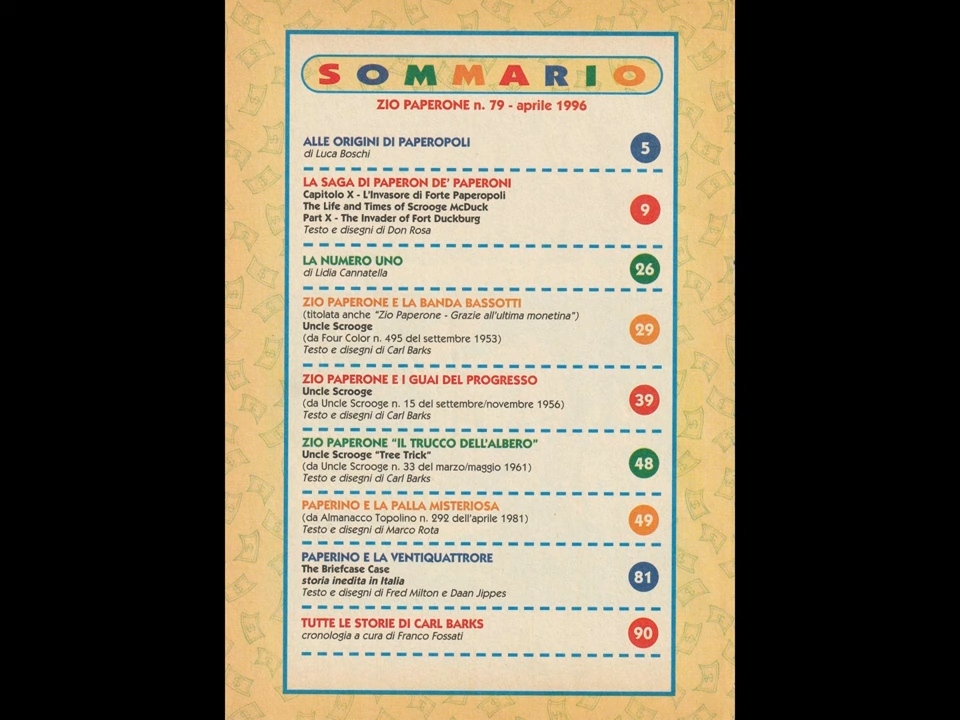 SOMMARIO
ZIO PAPERONE n. 79 - aprile 1996
ALLE ORIGINI DI PAPEROPOLI
di Luca Boschi
5
LA SAGA DI PAPERON DE' PAPERONI
Capitolo X - L'Invasore di Forte Paperopoli
The Life and Times of Scrooge McDuck
Part X - The Invader of Fort Duckburg
Testo e disegni di Don Rosa
9
LA NUMERO UNO
di Lidia Cannatella
26
ZIO PAPERONE E LA BANDA BASSOTTI
(titolata anche "Zio Paperone - Grazie all'ultima monetina")
Uncle Scrooge
(da Four Color n. 495 del settembre 1953)
Testo e disegni di Carl Barks
29
ZIO PAPERONE E I GUAI DEL PROGRESSO
Uncle Scrooge
(da Uncle Scrooge n. 15 del settembre/novembre 1956)
Testo e disegni di Carl Barks
39
ZIO PAPERONE "IL TRUCCO DELL'ALBERO"
Uncle Scrooge "Tree Trick"
(da Uncle Scrooge n. 33 del marzo/maggio 1961)
Testo e disegni di Carl Barks
48
PAPERINO E LA PALLA MISTERIOSA
(da Almanacco Topolino n. 292 dell'aprile 1981)
Testo e disegni di Marco Rota
49
PAPERINO E LA VENTIQUATTRORE
The Briefcase Case
storia inedita in Italia
Testo e disegni di Fred Milton e Daan Jippes
81
TUTTE LE STORIE DI CARL BARKS
cronologia a cura di Franco Fossati
90